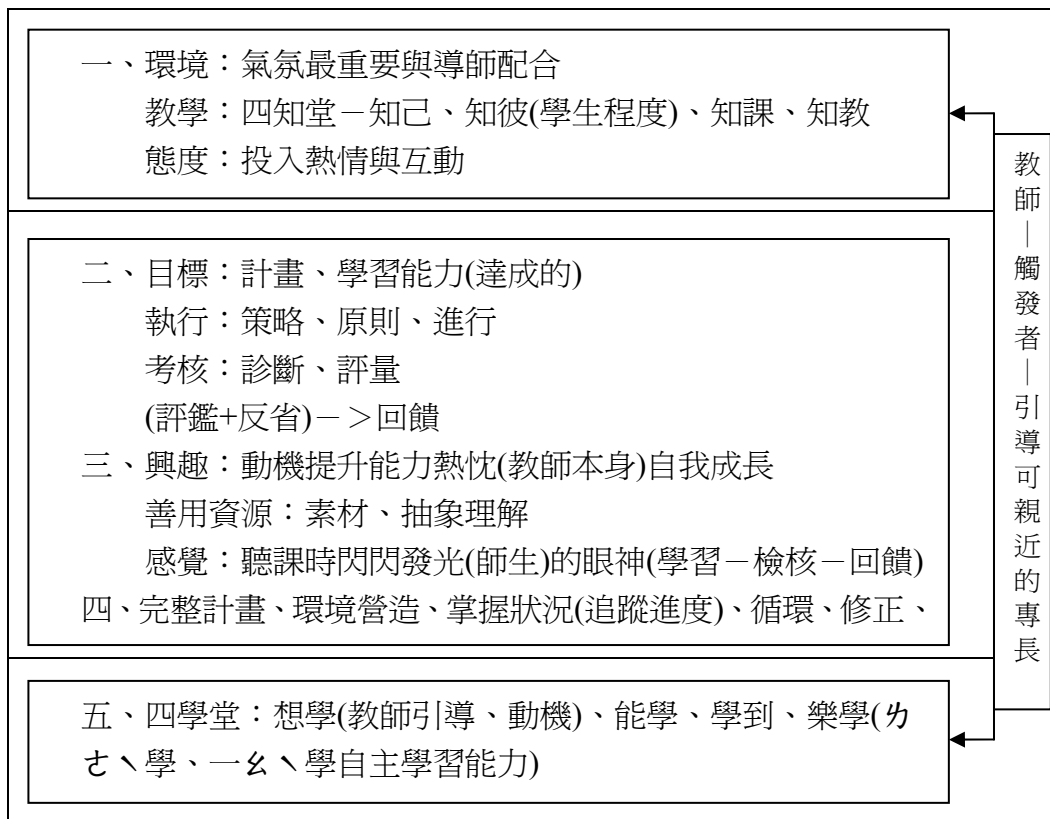 一、環境：氣氛最重要與導師配合
教學：四知堂－知己、知彼(學生程度)、知課、知教
態度：投入熱情與互動
二、目標：計畫、學習能力(達成的)
執行：策略、原則、進行
考核：診斷、評量
(評鑑+反省)－＞回饋
三、興趣：動機提升能力熱忱(教師本身)自我成長
善用資源：素材、抽象理解
感覺：聽課時閃閃發光(師生)的眼神(學習－檢核－回饋)
四、完整計畫、環境營造、掌握狀況(追蹤進度)、循環、修正、
五、四學堂：想學(教師引導、動機)、能學、學到、樂學(ㄌ
ㄜヽ學、一ㄠヽ學自主學習能力)
教師｜觸發者｜引導可親近的專長